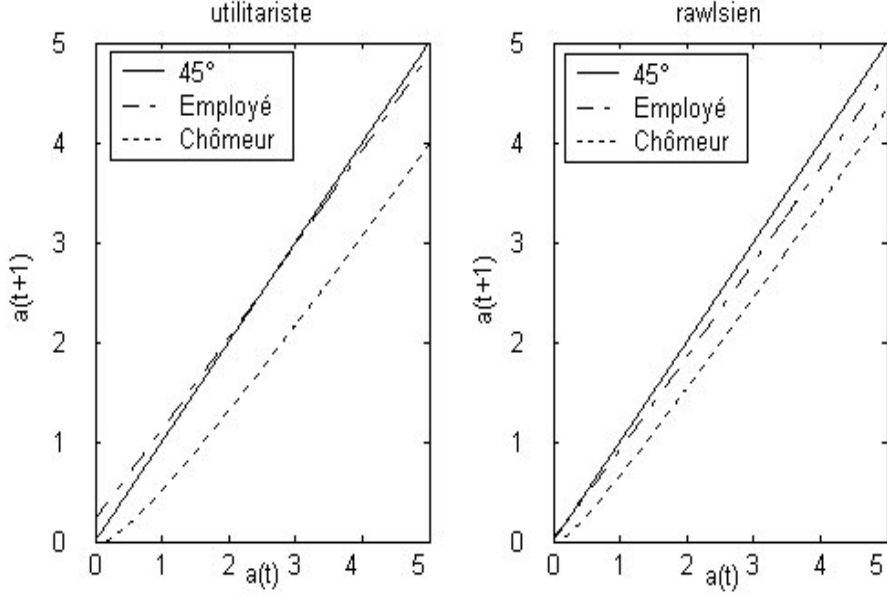 utilitariste
5
4
3
2
1
0
a(t+1)
45°
Employé
Chômeur
0 1 2 3 4 5
a(t)
rawlsien
5
4
3
2
1
0
a(t+1)
45°
Employé
Chômeur
0 1 2 3 4 5
a(t)